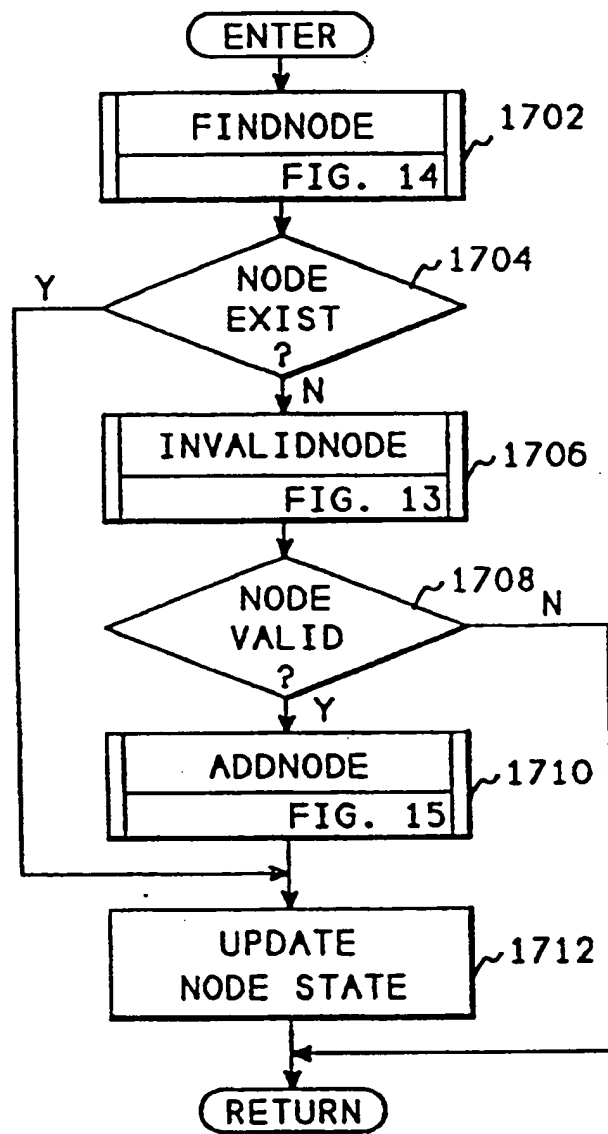 ENTER
FINDNODE
FIG. 14
1702
NODE
EXIST
?
1704
Y
N
INVALIDNODE
FIG. 13
1706
NODE
VALID
?
1708
N
Y
ADDNODE
FIG. 15
1710
UPDATE
NODE STATE
1712
RETURN